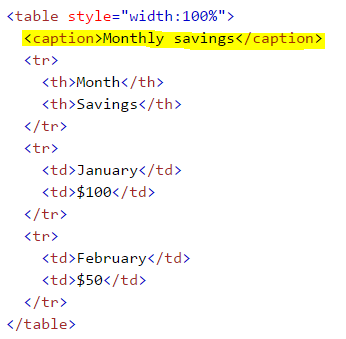 <table style="width:100%">
<caption>Monthly savings</caption>
<tr>
<th>Month</th>
<th>Savings</th>
</tr>
<tr>
<td>January</td>
<td>$100</td>
</tr>
<tr>
<td>February</td>
<td>$50</td>
</tr>
</table>